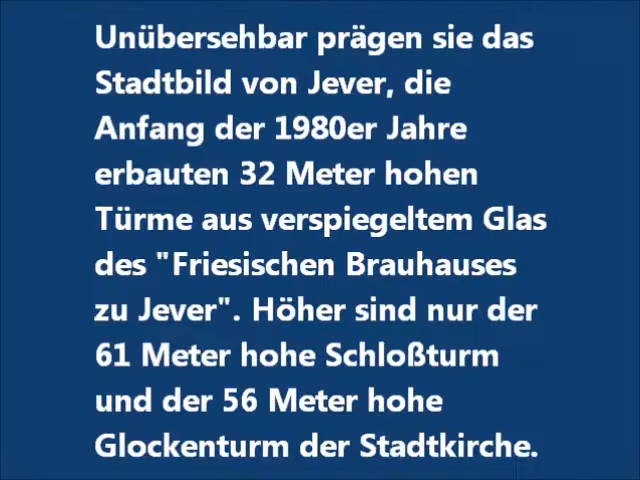 Unübersehbar prägen sie das
Stadtbild von Jever, die
Anfang der 1980er Jahre
erbauten 32 Meter hohen
Türme aus verspiegeltem Glas
des "Friesischen Brauhauses
zu Jever". Höher sind nur der
61 Meter hohe Schloßturm
und der 56 Meter hohe
Glockenturm der Stadtkirche.